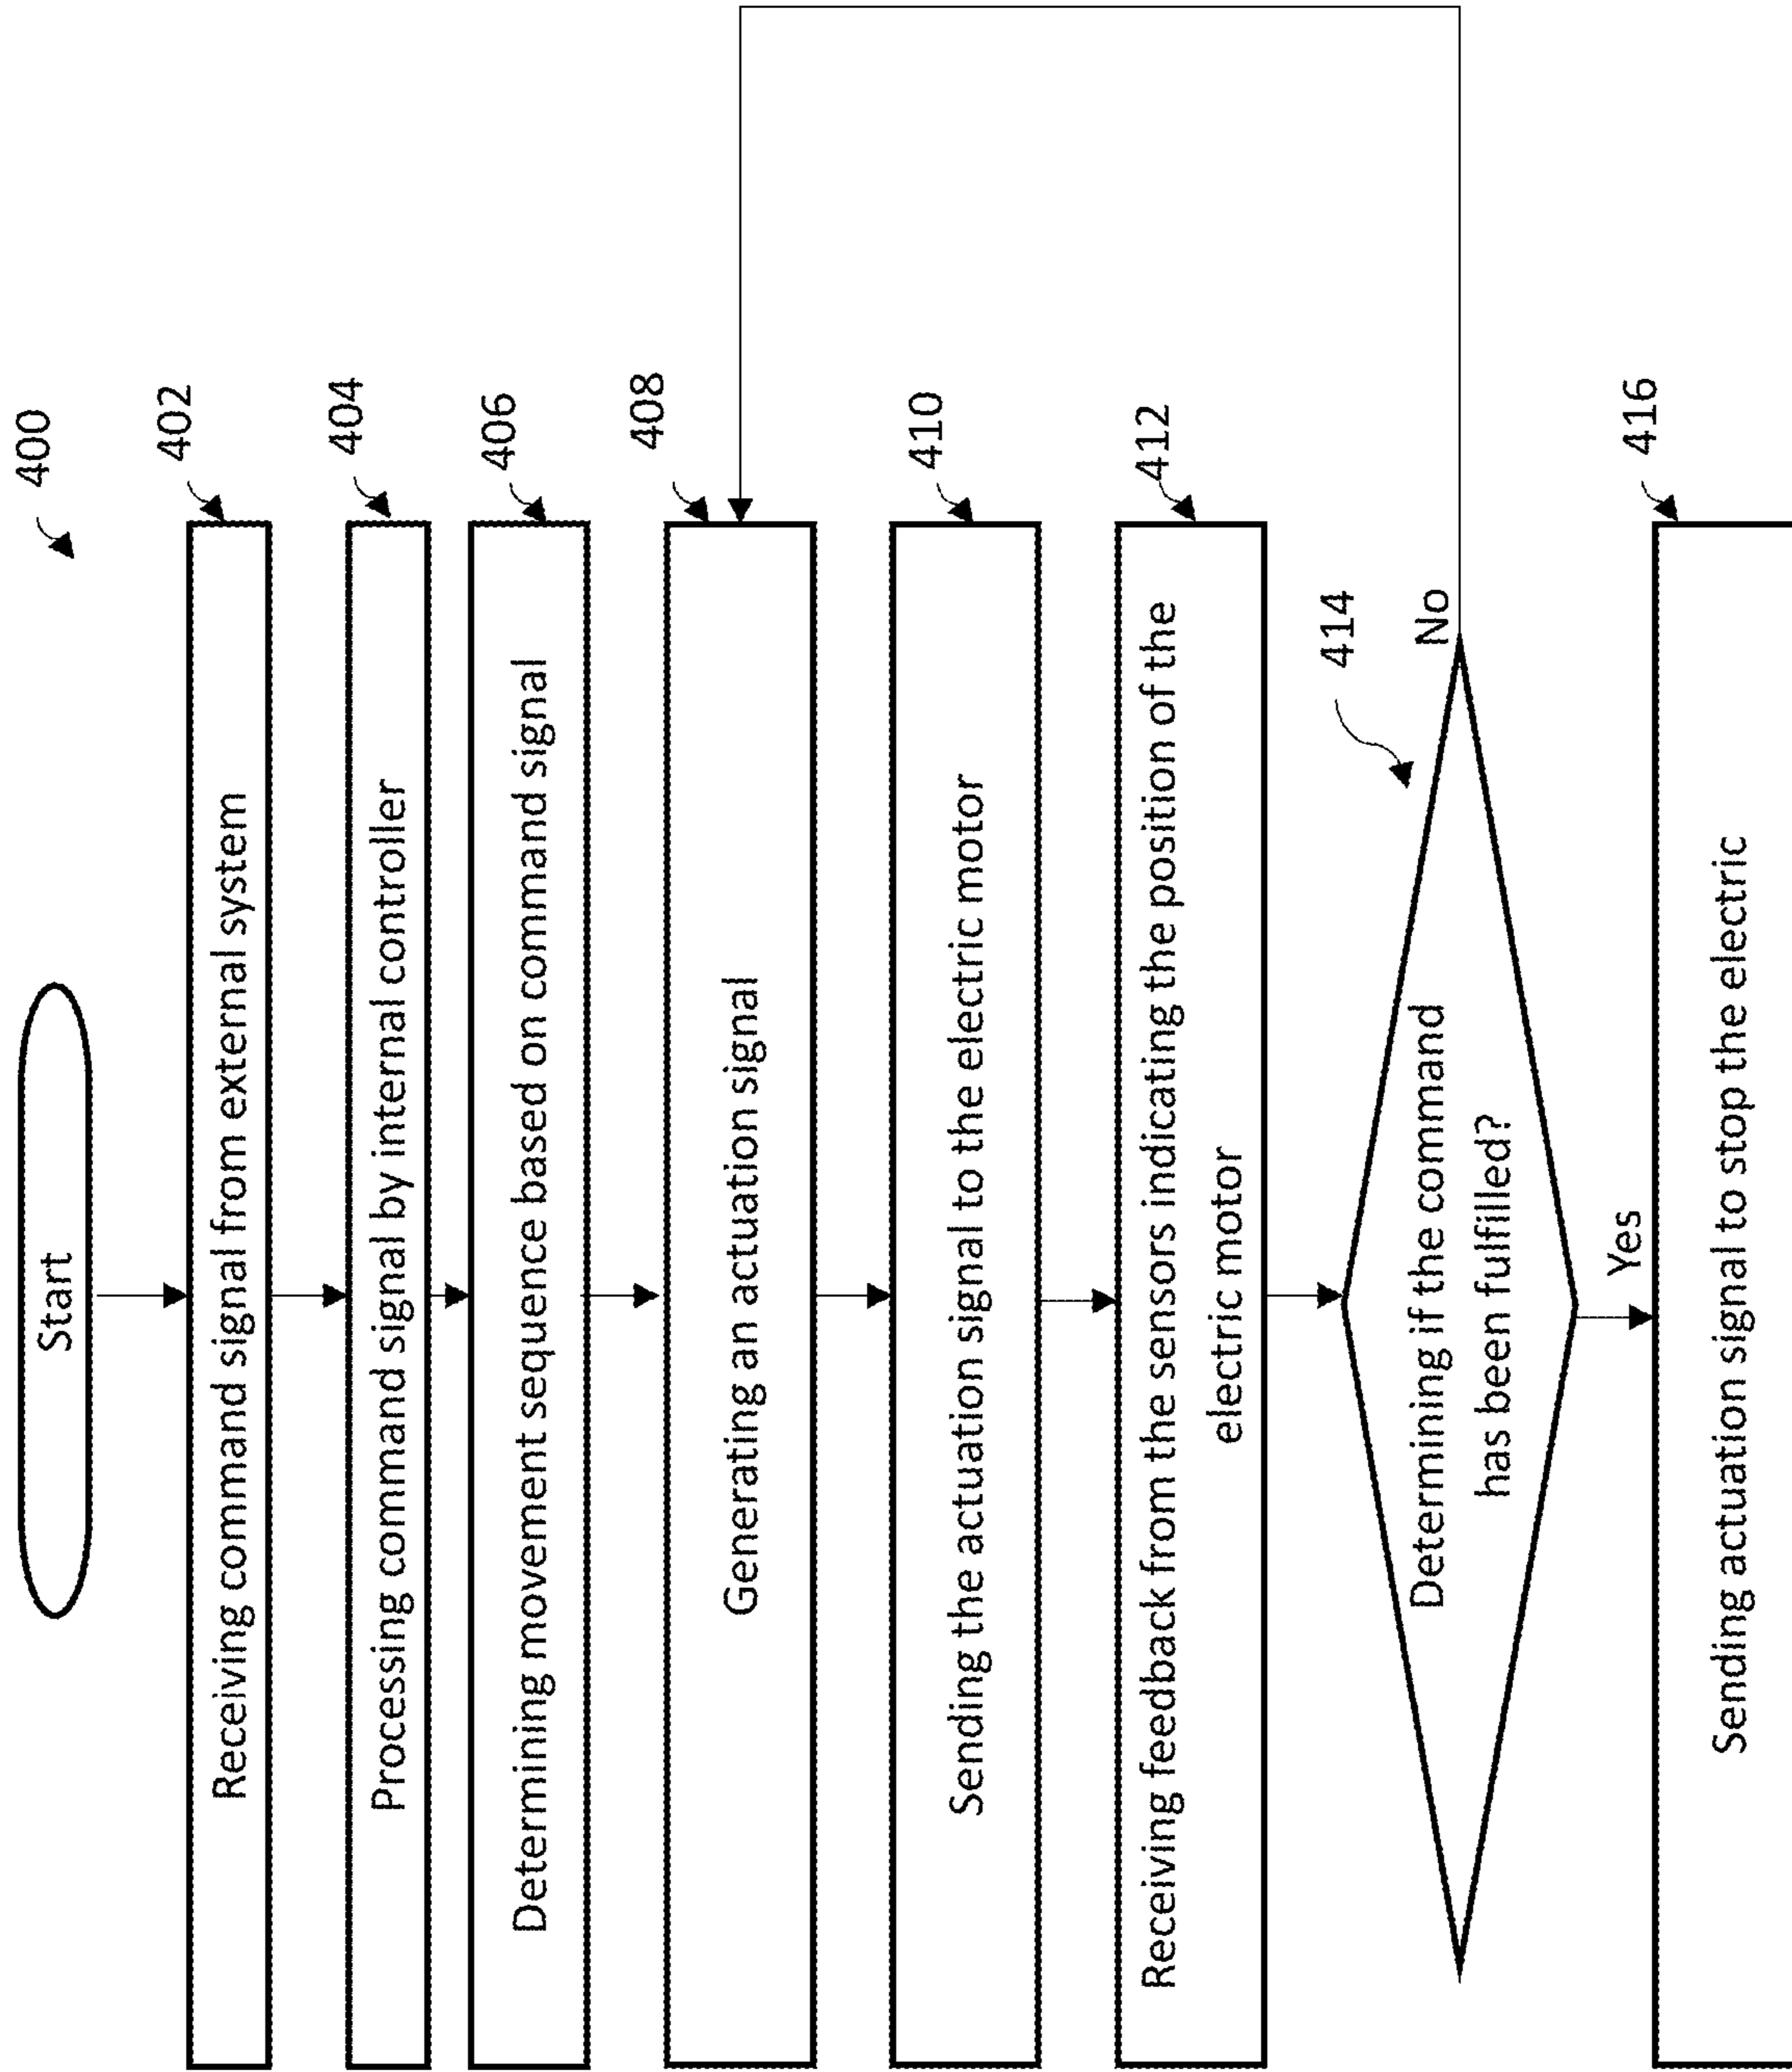 400
Start
402
Receiving command signal from external system
404
Processing command signal by internal controller
406
Determining movement sequence based on command signal
408
Generating an actuation signal
410
Sending the actuation signal to the electric motor
412
Receiving feedback from the sensors indicating the position of the
electric motor
414
Determining if the command
has been fulfilled?
No
Yes
416
Sending actuation signal to stop the electric